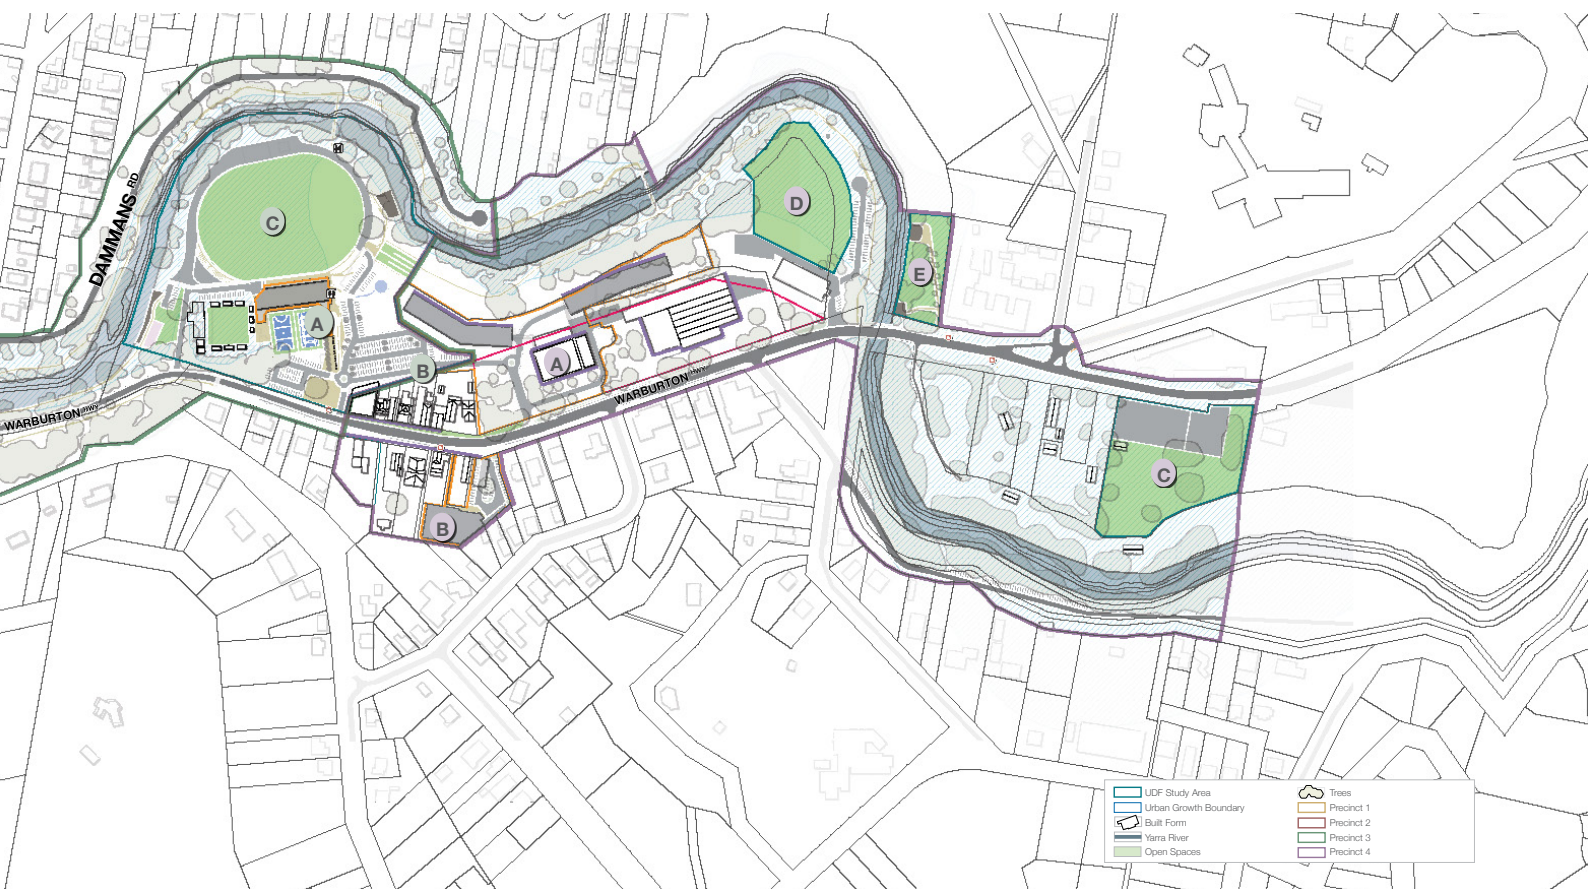 DAMMANS RD
C
D
E
A
B
A
WARBURTON HWY
WARBURTON HWY
C
B
UDF Study Area
Urban Growth Boundary
Built Form
Yarra River
Open Spaces
Trees
Precinct 1
Precinct 2
Precinct 3
Precinct 4